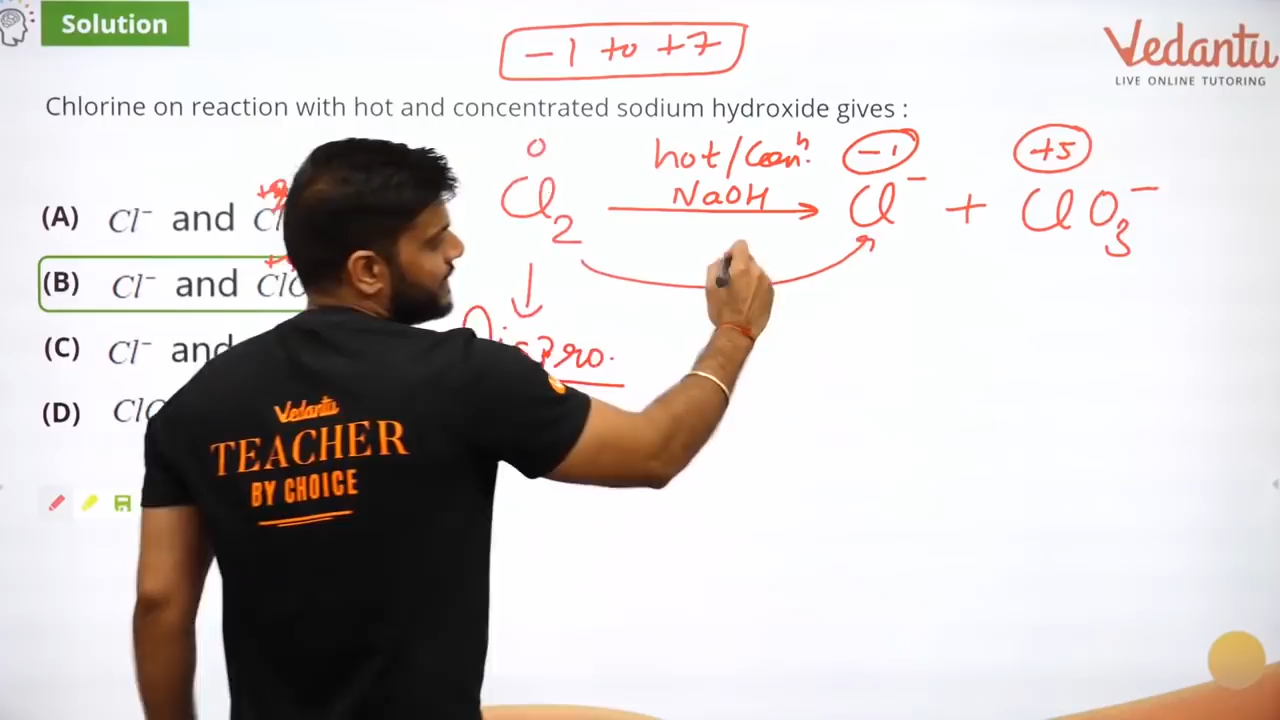 Solution
− 1 to +7
Vedantu
LIVE ONLINE TUTORING
Chlorine on reaction with hot and concentrated sodium hydroxide gives :
0
hot/Conⁿ.
−1
+5
Cl₂
NaOH
Cl⁻ + ClO₃⁻
(A) Cl⁻ and
(B) Cl⁻ and
(C) Cl⁻ and
(D)
Vedantu
TEACHER
BY CHOICE